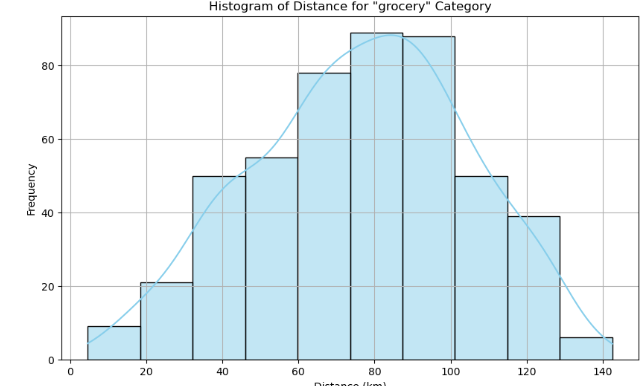 Histogram of Distance for "grocery" Category
80
60
40
20
0
Frequency
0 20 40 60 80 100 120 140
Distance (km)